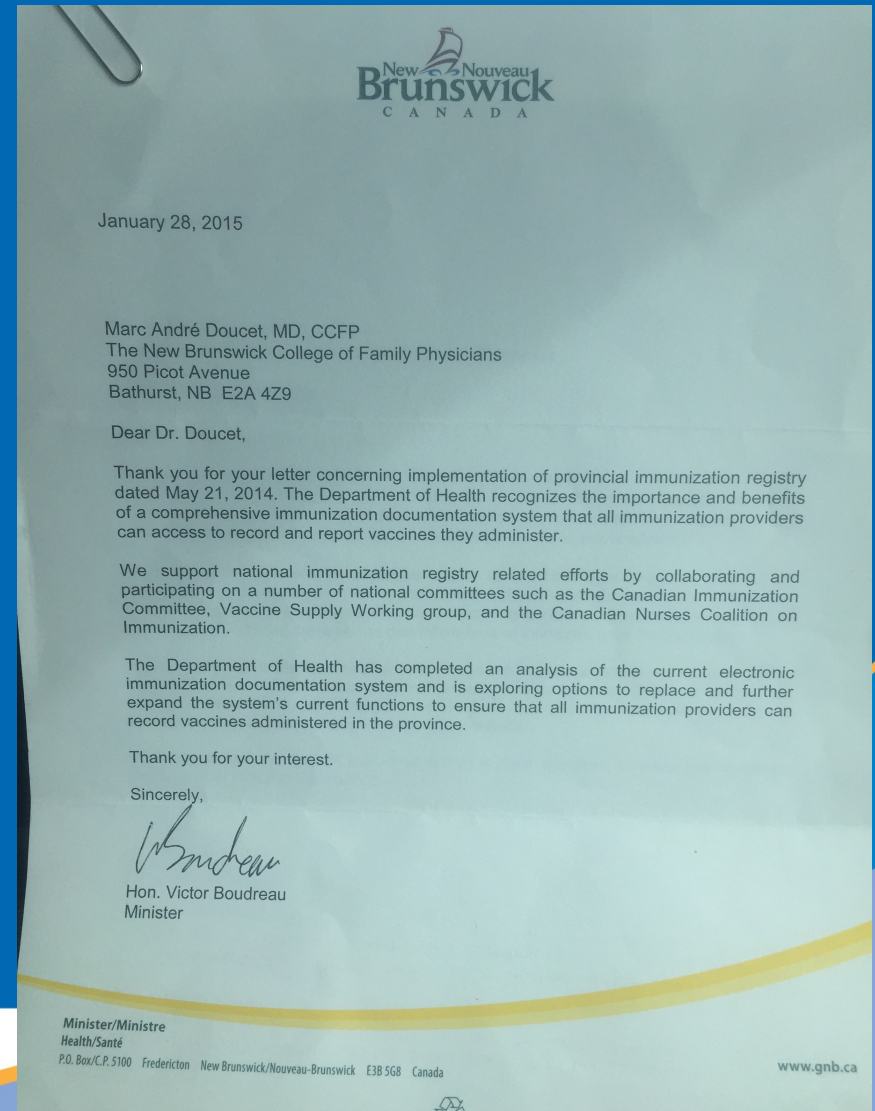 New Nouveau
Brunswick
CANADA
January 28, 2015
Marc André Doucet, MD, CCFP
The New Brunswick College of Family Physicians
950 Picot Avenue
Bathurst, NB E2A 4Z9
Dear Dr. Doucet,
Thank you for your letter concerning implementation of provincial immunization registry
dated May 21, 2014. The Department of Health recognizes the importance and benefits
of a comprehensive immunization documentation system that all immunization providers
can access to record and report vaccines they administer.
We support national immunization registry related efforts by collaborating and
participating on a number of national committees such as the Canadian Immunization
Committee, Vaccine Supply Working group, and the Canadian Nurses Coalition on
Immunization.
The Department of Health has completed an analysis of the current electronic
immunization documentation system and is exploring options to replace and further
expand the system's current functions to ensure that all immunization providers can
record vaccines administered in the province.
Thank you for your interest.
Sincerely,
VBoudreau
Hon. Victor Boudreau
Minister
Minister/Ministre
Health/Santé
P.O. Box/C.P. 5100 Fredericton New Brunswick/Nouveau-Brunswick E3B 5G8 Canada
www.gnb.ca